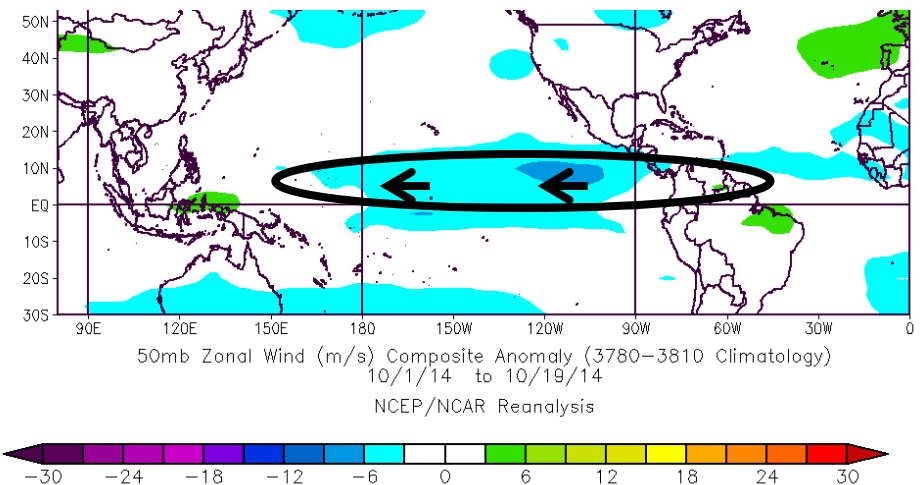 50N
40N
30N
20N
10N
EQ
10S
20S
30S
90E 120E 150E 180 150W 120W 90W 60W 30W 0
50mb Zonal Wind (m/s) Composite Anomaly (3780-3810 Climatology)
10/1/14 to 10/19/14
NCEP/NCAR Reanalysis
-30 -24 -18 -12 -6 0 6 12 18 24 30